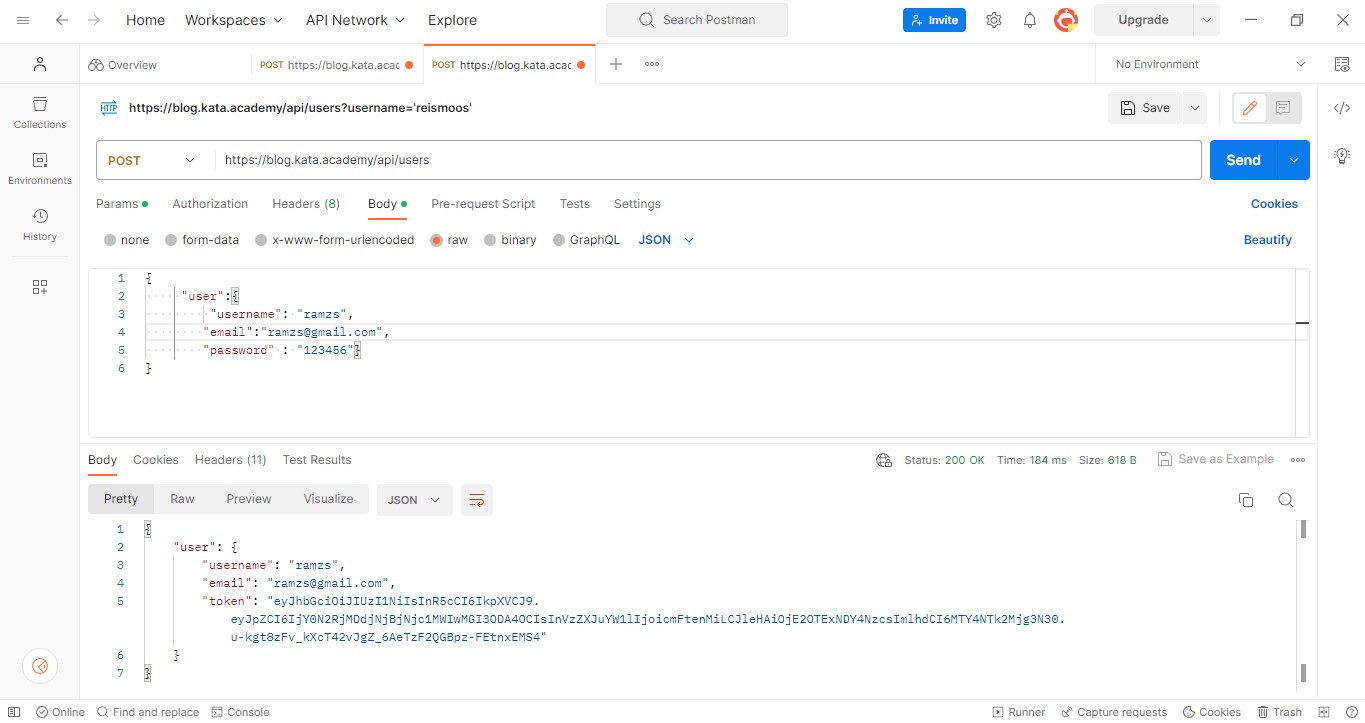 Home Workspaces API Network Explore Search Postman Invite Upgrade
Overview POST https://blog.kata.acad POST https://blog.kata.acad No Environment
HTTP https://blog.kata.academy/api/users?username='reismoos' Save
Collections
POST https://blog.kata.academy/api/users Send
Environments
Params Authorization Headers (8) Body Pre-request Script Tests Settings Cookies
History
none form-data x-www-form-urlencoded raw binary GraphQL JSON Beautify
1 {
2 "user":{
3 "username": "ramzs",
4 "email":"ramzs@gmail.com",
5 "password" : "123456"}
6 }
Body Cookies Headers (11) Test Results Status: 200 OK Time: 184 ms Size: 618 B Save as Example
Pretty Raw Preview Visualize JSON
1 {
2 "user": {
3 "username": "ramzs",
4 "email": "ramzs@gmail.com",
5 "token": "eyJhbGciOiJIUzI1NiIsInR5cCI6IkpXVCJ9.
eyJpZCI6IjY0N2RjMDdjNjBjNjc1MWIwMGI3ODA4OCIsInVzZXJuYW1lIjoicmFtenMiLCJleHAiOjE2OTExNDY4NzcsImlhdCI6MTY4NTk2Mjg3N30.
u-kgt8zFv_kXcT42vJgZ_6AeTzF2QGBpz-FEtnxEMS4"
6 }
7 }
Online Find and replace Console Runner Capture requests Cookies Trash